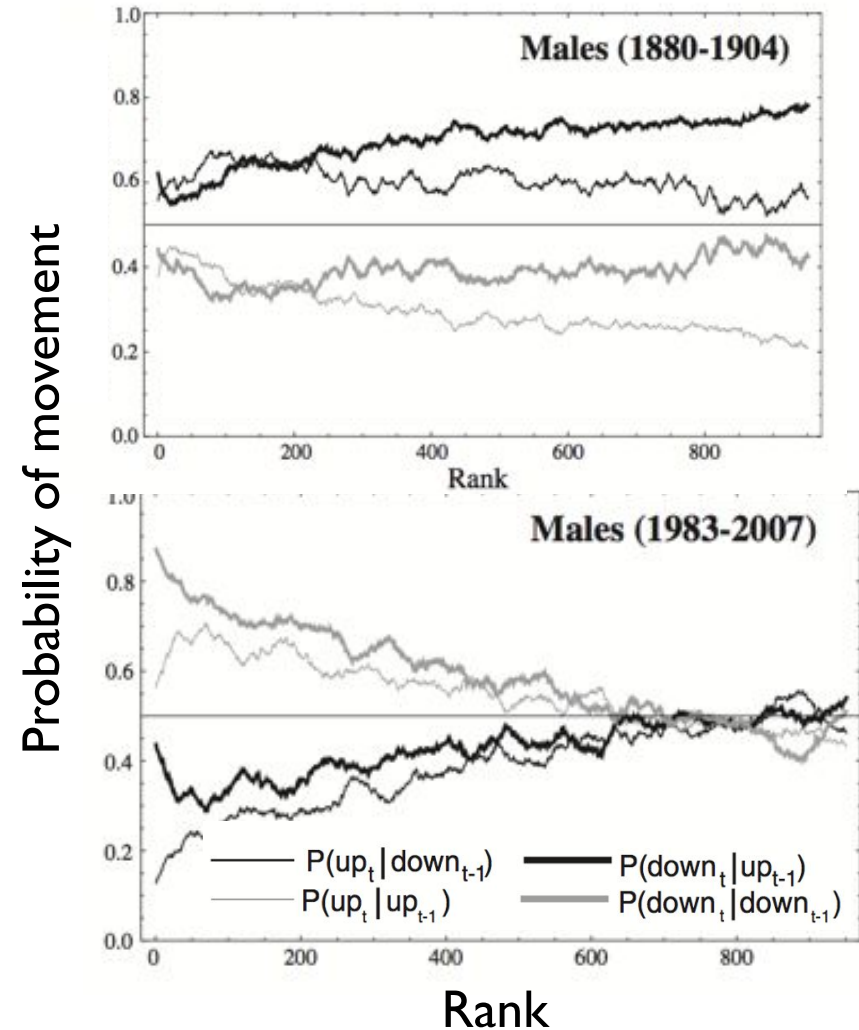 Probability of movement
Males (1880-1904)
1.0
0.8
0.6
0.4
0.2
0.0
0 200 400 600 800
Rank
Males (1983-2007)
1.0
0.8
0.6
0.4
0.2
0.0
P(up_t|down_t-1) P(down_t|up_t-1)
P(up_t|up_t-1) P(down_t|down_t-1)
0 200 400 600 800
Rank